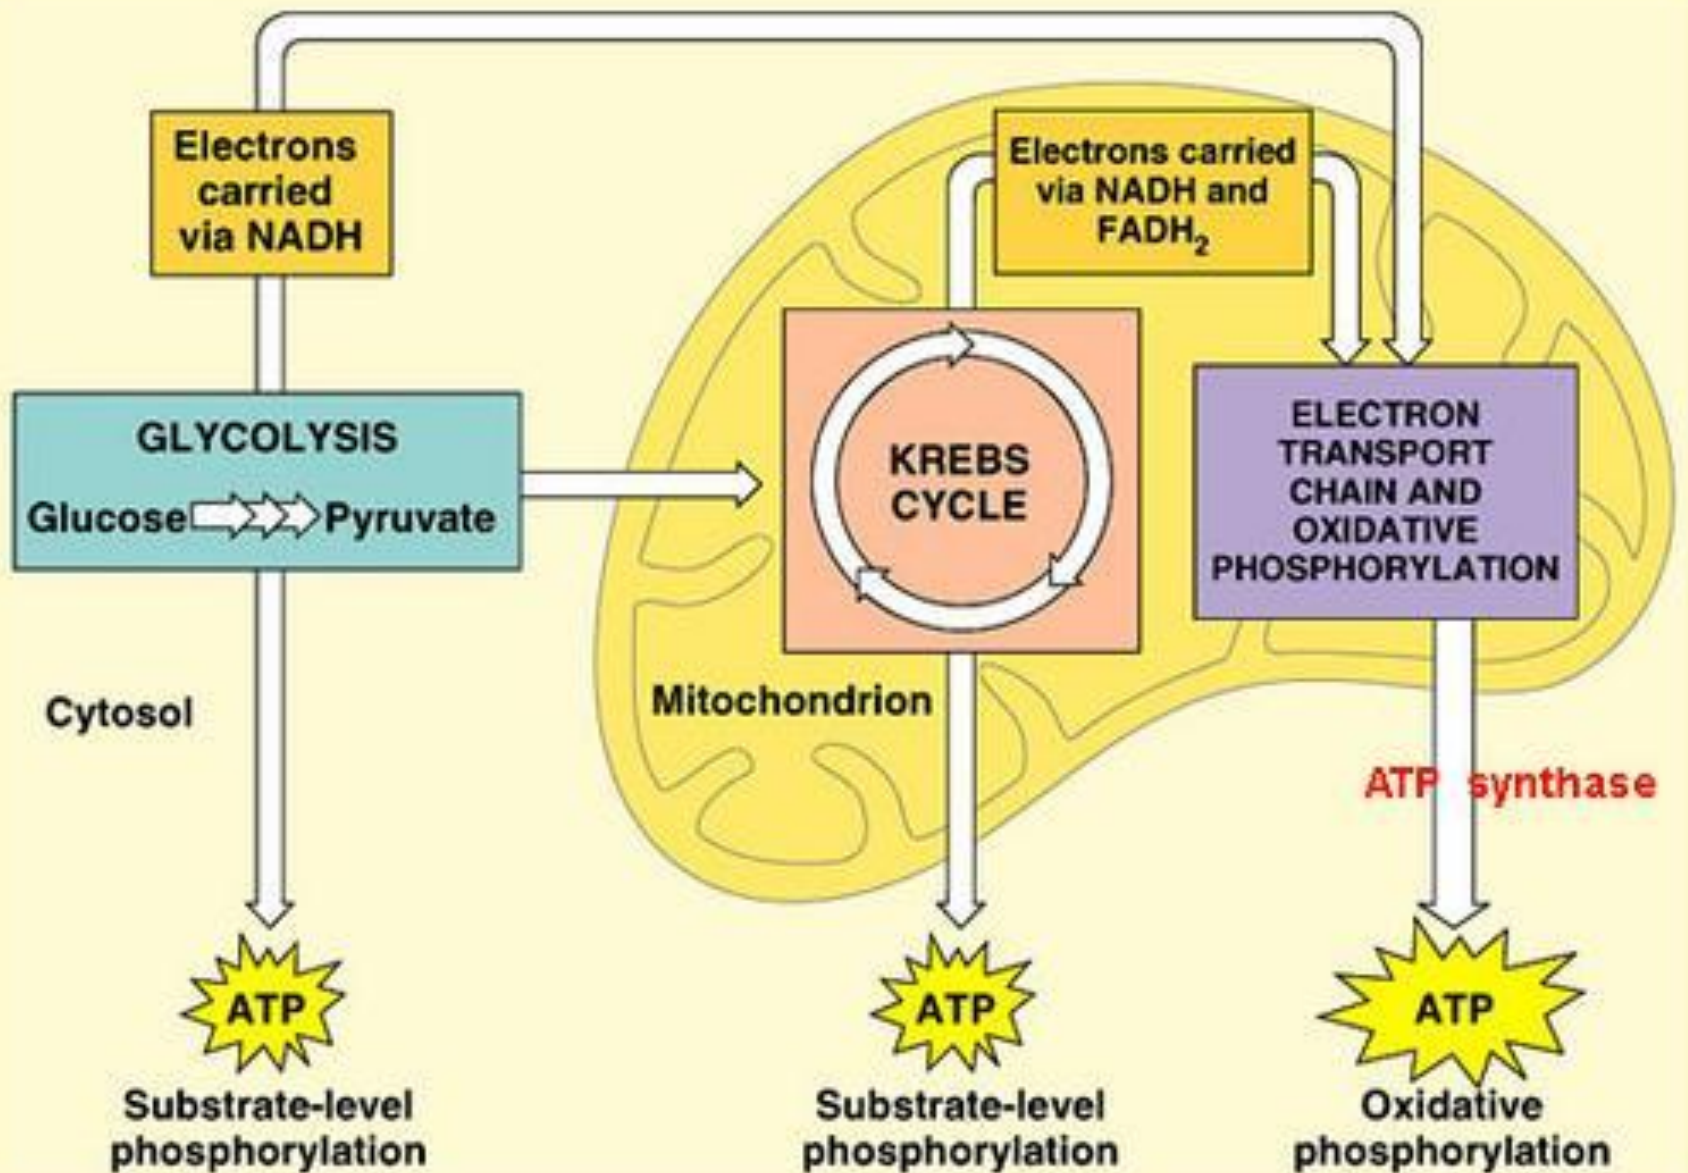 Electrons
carried
via NADH
Electrons carried
via NADH and
FADH₂
GLYCOLYSIS
Glucose Pyruvate
KREBS
CYCLE
ELECTRON
TRANSPORT
CHAIN AND
OXIDATIVE
PHOSPHORYLATION
Cytosol
Mitochondrion
ATP synthase
ATP
ATP
ATP
Substrate-level
phosphorylation
Substrate-level
phosphorylation
Oxidative
phosphorylation